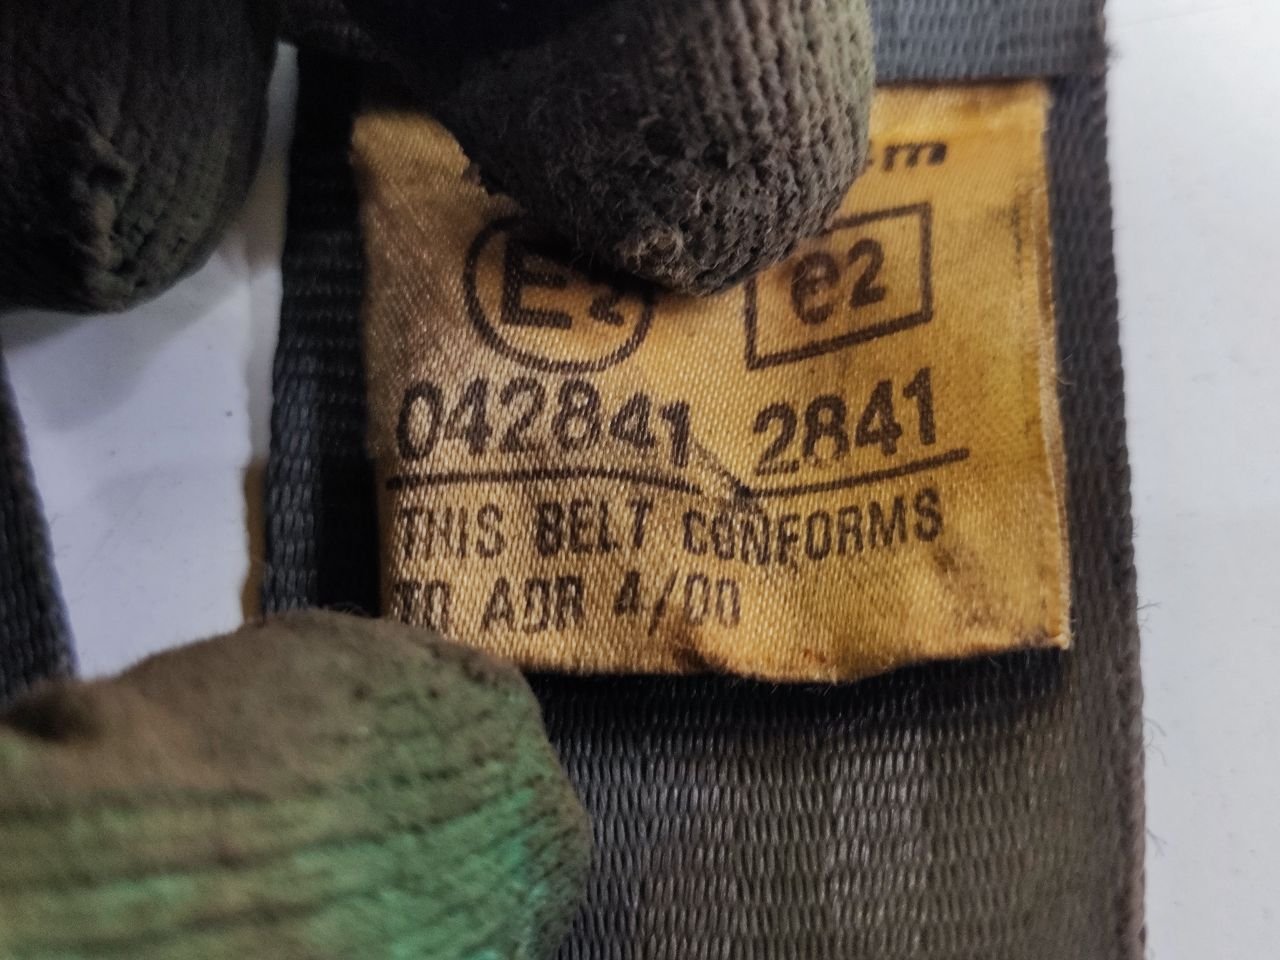 E2 e2
042841 2841
THIS BELT CONFORMS
TO ADR 4/00